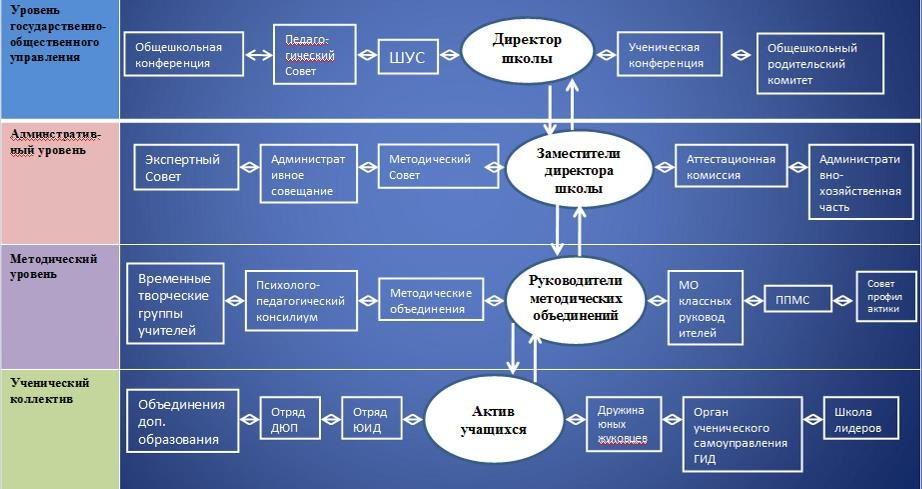 Уровень
государственно-
общественного
управления
Общешкольная
конференция
Педаго-
гический
Совет
ШУС
Директор
школы
Ученическая
конференция
Общешкольный
родительский
комитет
Админстратив-
ный уровень
Экспертный
Совет
Администрат
ивное
совещание
Методический
Совет
Заместители
директора
школы
Аттестационная
комиссия
Административ
но-
хозяйственная
часть
Методический
уровень
Временные
творческие
группы
учителей
Психолого-
педагогический
консилиум
Методические
объединения
Руководители
методических
объединений
МО
классных
руковод
ителей
ППМС
Совет
профил
актики
Ученический
коллектив
Объединения
доп.
образования
Отряд
ДЮП
Отряд
ЮИД
Актив
учащихся
Дружина
юных
жуковцев
Орган
ученического
самоуправления
ГИД
Школа
лидеров